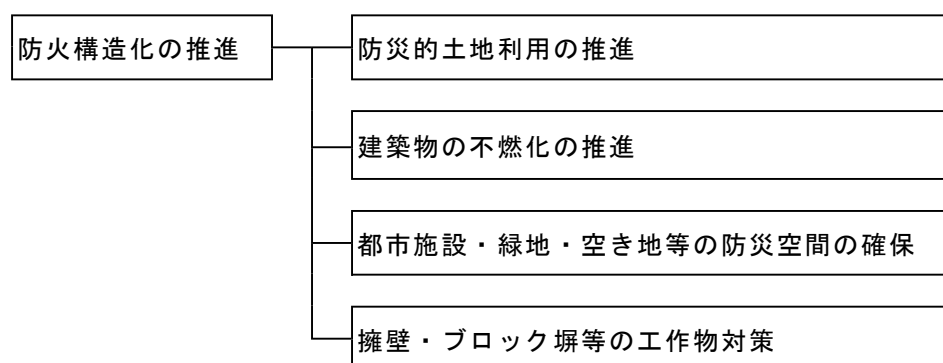 防火構造化の推進
防災的土地利用の推進
建築物の不燃化の推進
都市施設・緑地・空き地等の防災空間の確保
擁壁・ブロック塀等の工作物対策